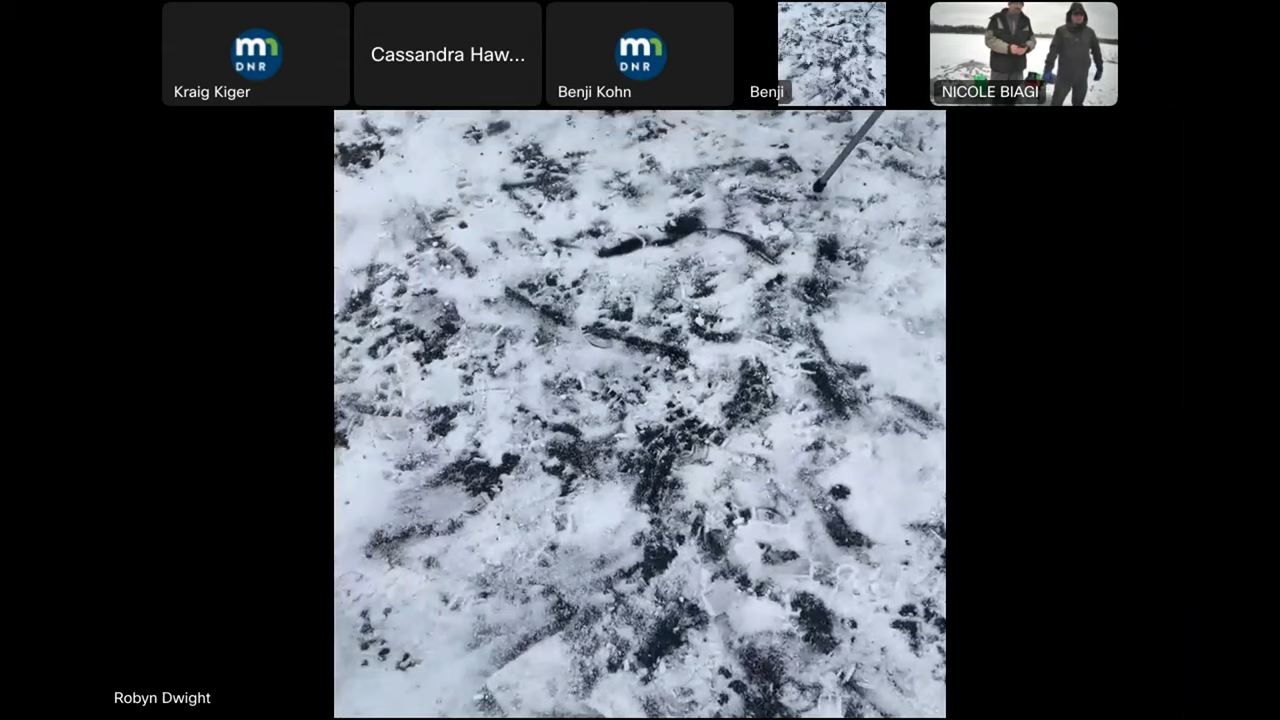 mn
DNR
Kraig Kiger
Cassandra Haw...
mn
DNR
Benji Kohn
Benji
NICOLE BIAGI
Robyn Dwight